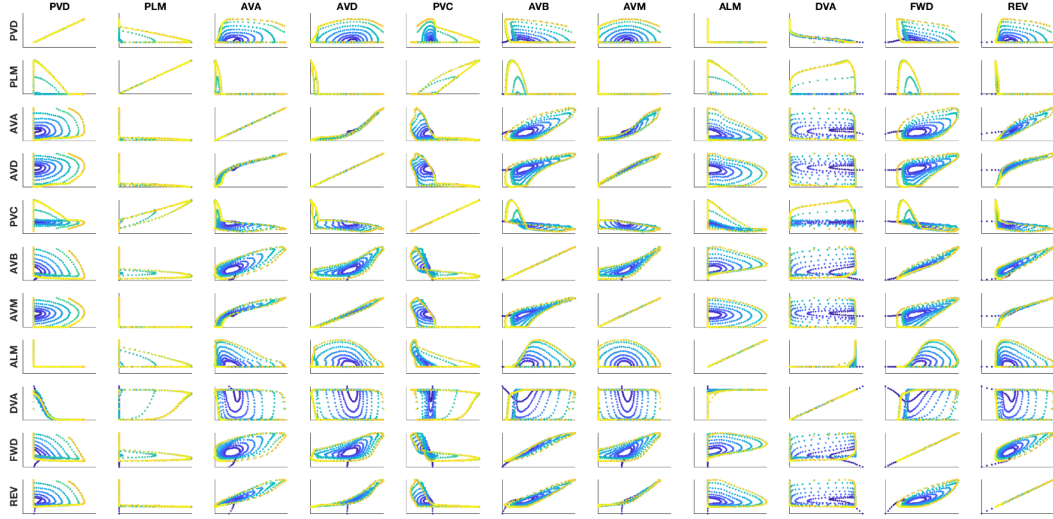 PVD PLM AVA AVD PVC AVB AVM ALM DVA FWD REV
PVD
PLM
AVA
AVD
PVC
AVB
AVM
ALM
DVA
FWD
REV